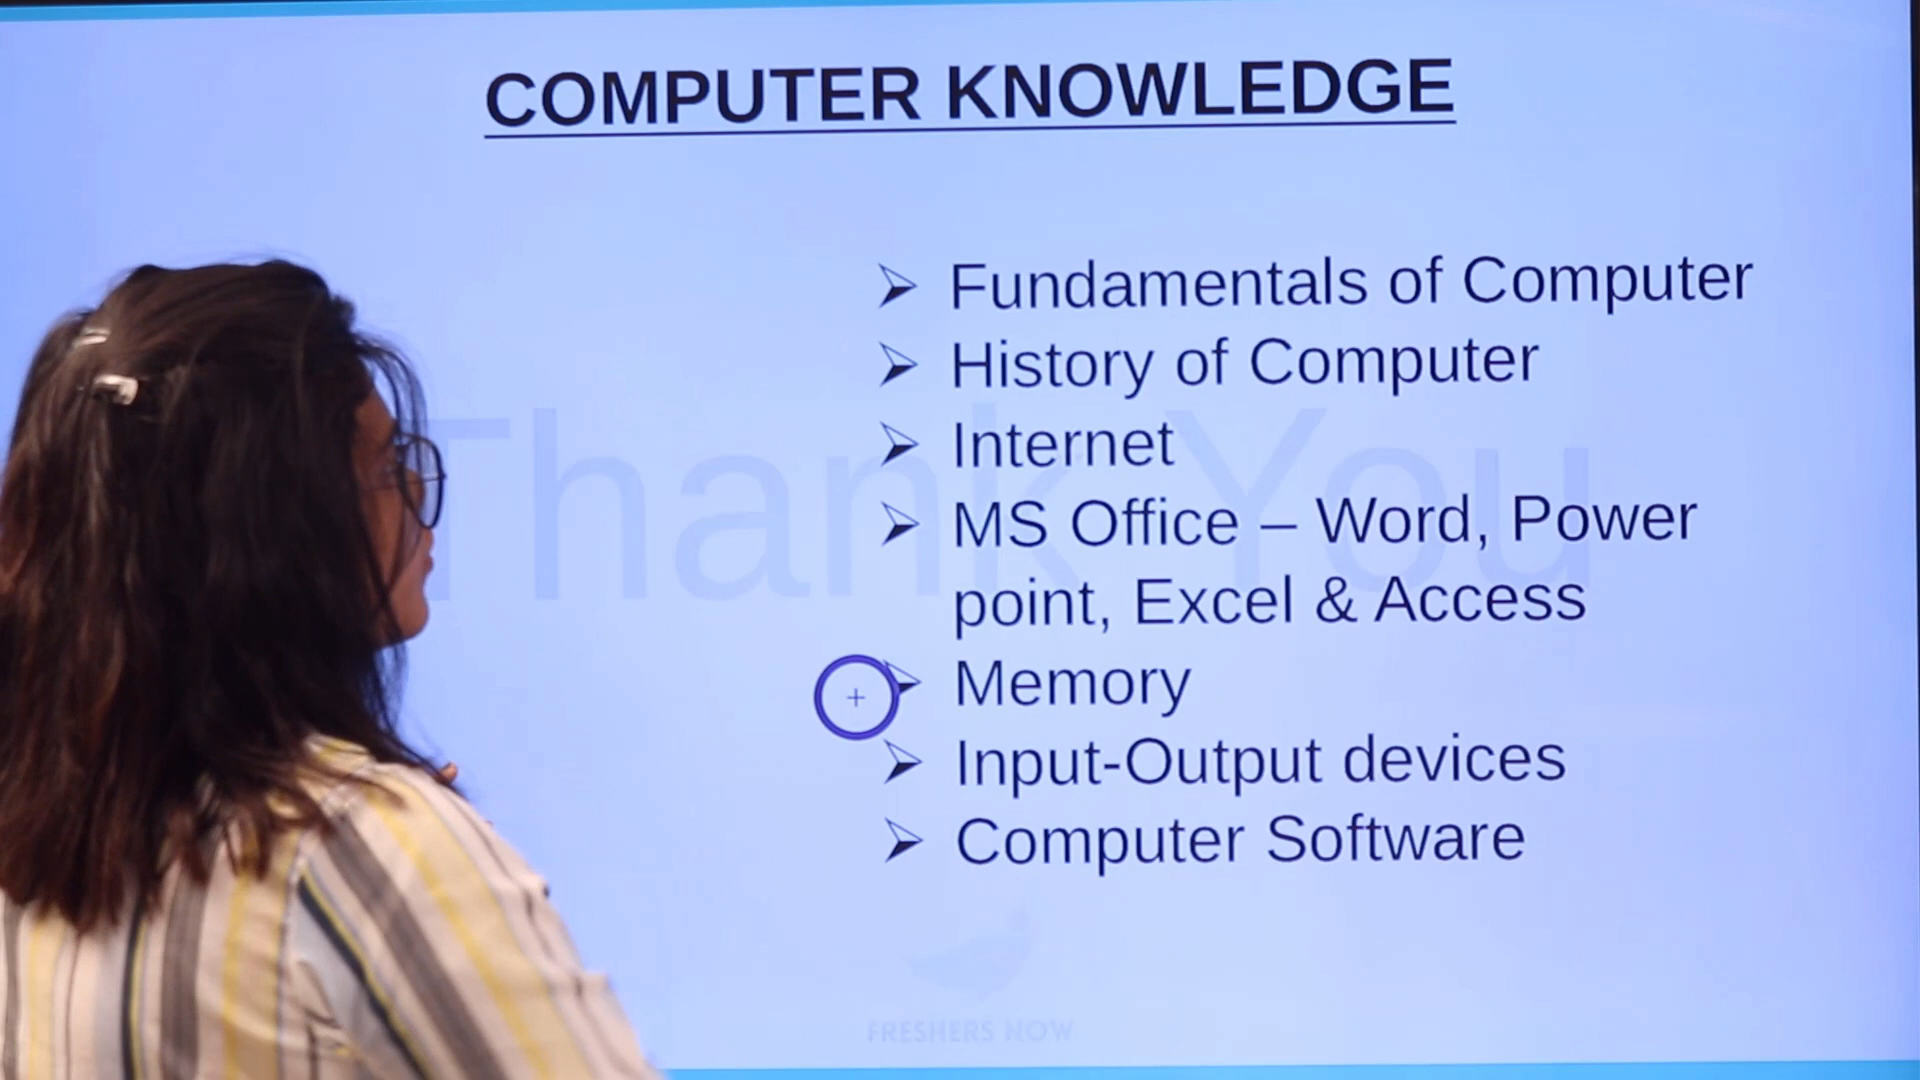 COMPUTER KNOWLEDGE
Thank You
➢ Fundamentals of Computer
➢ History of Computer
➢ Internet
➢ MS Office – Word, Power
point, Excel & Access
➢ Memory
➢ Input-Output devices
➢ Computer Software
FRESHERS NOW